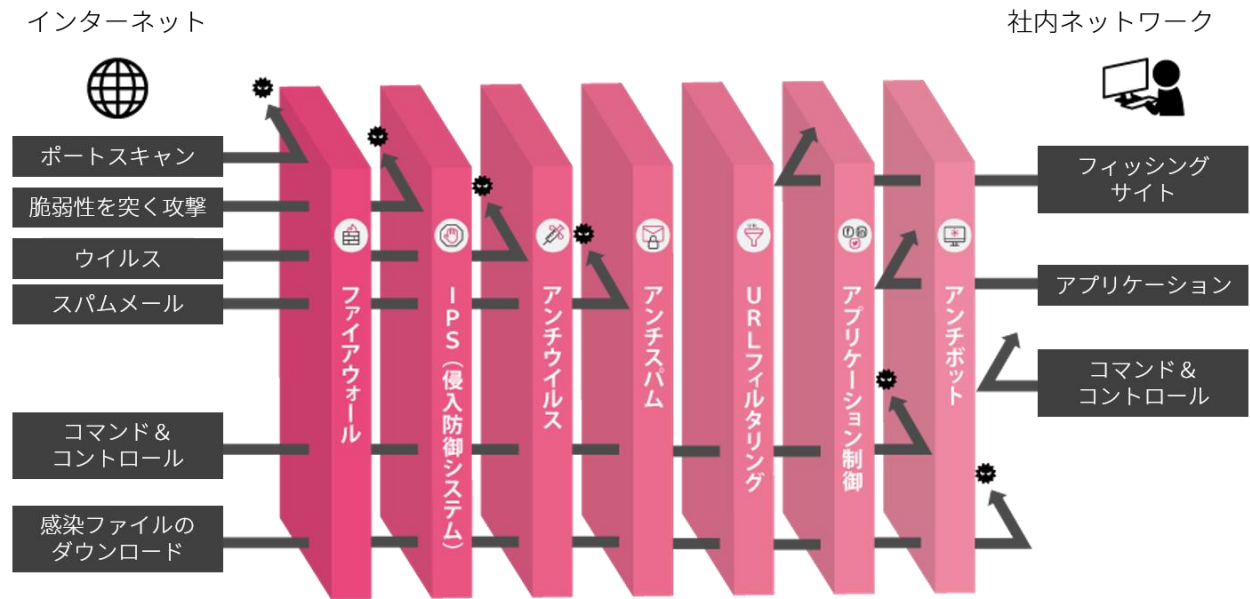 インターネット
社内ネットワーク
ポートスキャン
脆弱性を突く攻撃
ウイルス
スパムメール
コマンド＆
コントロール
感染ファイルの
ダウンロード
ファイアウォール
IPS（侵入防御システム）
アンチウイルス
アンチスパム
URLフィルタリング
アプリケーション制御
アンチボット
フィッシング
サイト
アプリケーション
コマンド＆
コントロール